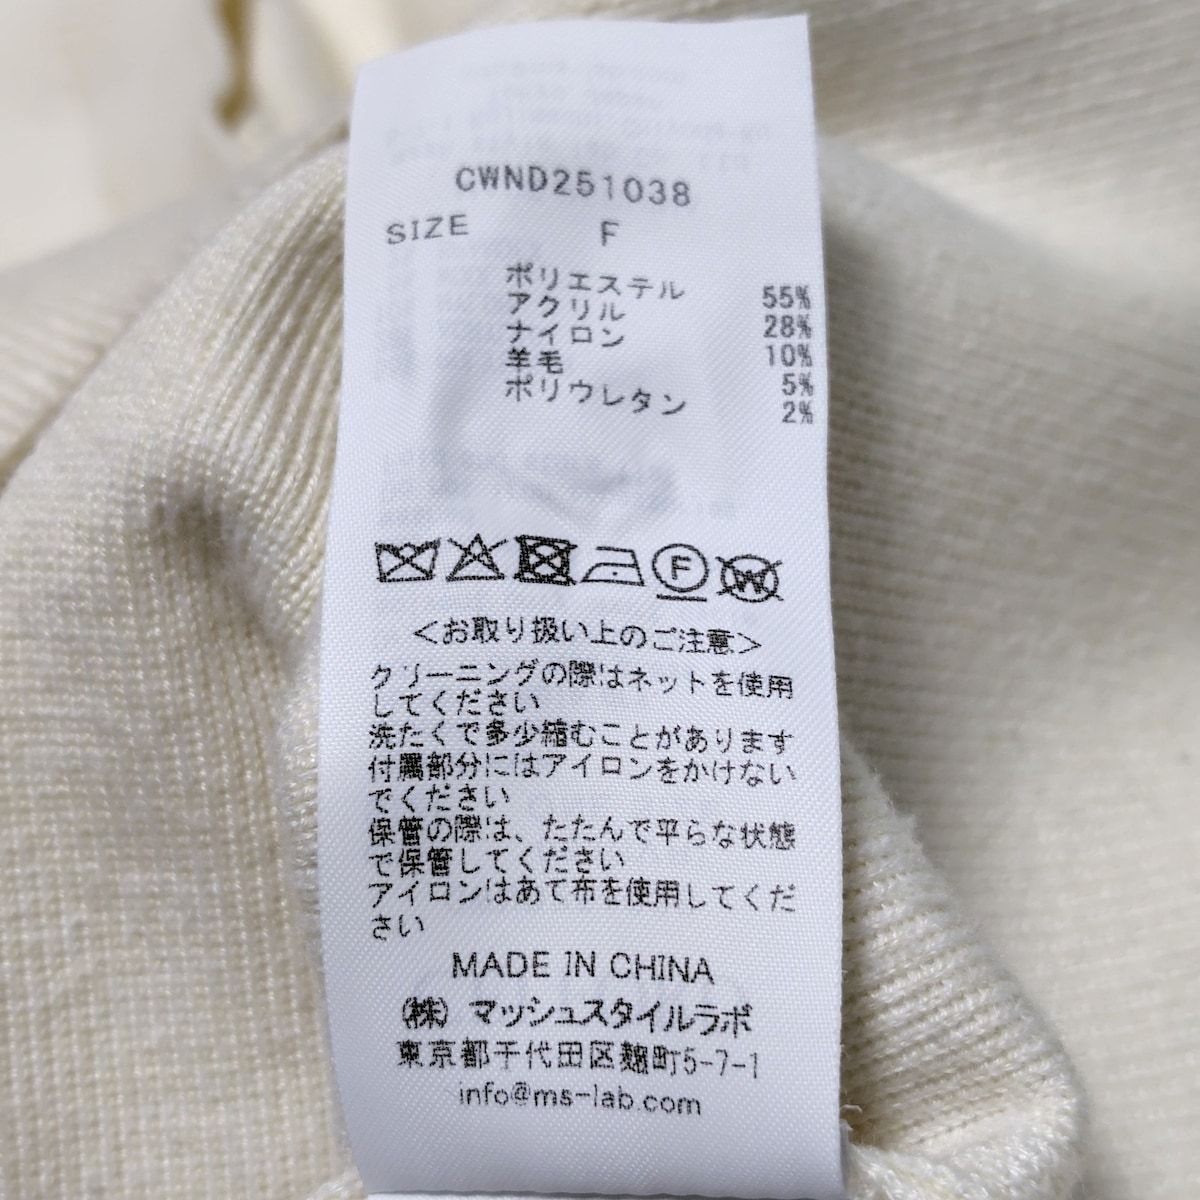 CWND251038
SIZE F
ポリエステル 55%
アクリル 28%
ナイロン 10%
羊毛 5%
ポリウレタン 2%
F W
<お取り扱い上のご注意>
クリーニングの際はネットを使用
してください
洗たくで多少縮むことがあります
付属部分にはアイロンをかけない
でください
保管の際は、たたんで平らな状態
で保管してください
アイロンはあて布を使用してくだ
さい
MADE IN CHINA
(株) マッシュスタイルラボ
東京都千代田区麹町5-7-1
info@ms-lab.com